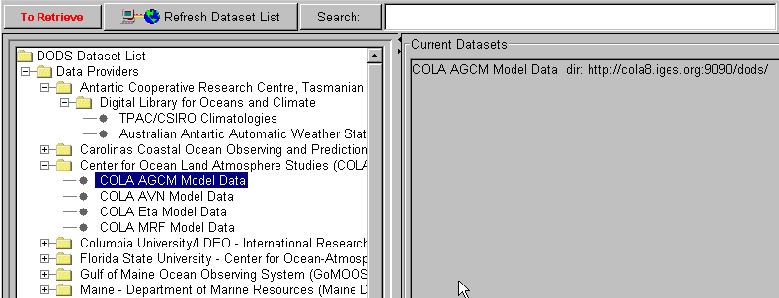 To Retrieve
Refresh Dataset List
Search:
DODS Dataset List
Data Providers
Antartic Cooperative Research Centre, Tasmanian
Digital Library for Oceans and Climate
TPAC/CSIRO Climatologies
Australian Antartic Automatic Weather Stat
Carolinas Coastal Ocean Observing and Prediction
Center for Ocean Land Atmosphere Studies (COLA
COLA AGCM Model Data
COLA AVN Model Data
COLA Eta Model Data
COLA MRF Model Data
Columbia University/LDEO - International Research
Florida State University - Center for Ocean-Atmosp
Gulf of Maine Ocean Observing System (GoMOOS
Maine - Department of Marine Resources (Maine D
Current Datasets
COLA AGCM Model Data dir: http://cola8.iges.org:9090/dods/